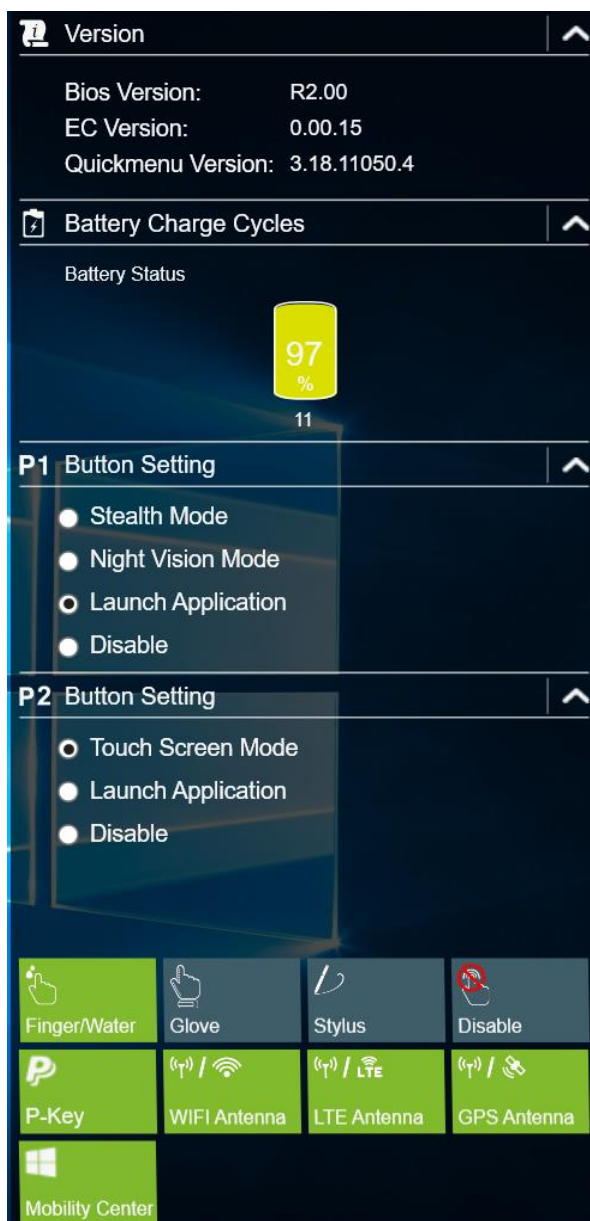 Version
Bios Version: R2.00
EC Version: 0.00.15
Quickmenu Version: 3.18.11050.4
Battery Charge Cycles
Battery Status
97
%
11
P1 Button Setting
Stealth Mode
Night Vision Mode
Launch Application
Disable
P2 Button Setting
Touch Screen Mode
Launch Application
Disable
Finger/Water Glove Stylus Disable
LTE
P-Key WIFI Antenna LTE Antenna GPS Antenna
Mobility Center